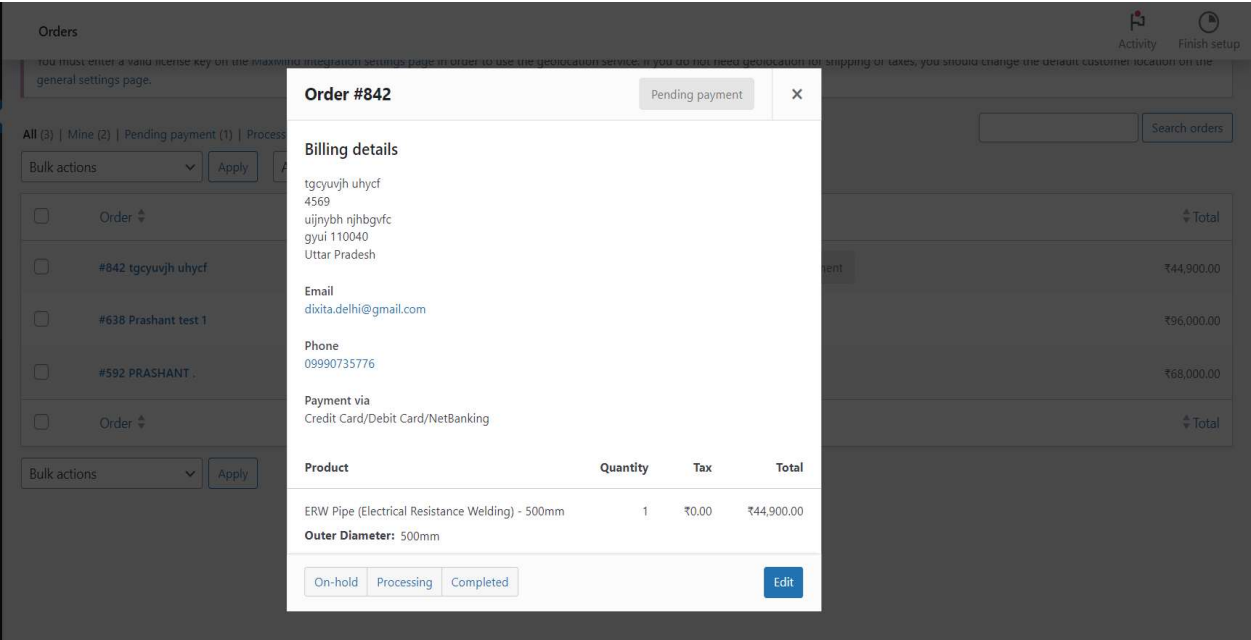 Orders
Activity
Finish setup
You must enter a valid license key on the MaxMind integration settings page in order to use the geolocation service. If you do not need geolocation for shipping or taxes, you should change the default customer location on the
general settings page.
Order #842
Pending payment
×
All (3) | Mine (2) | Pending payment (1) | Process
Search orders
Bulk actions
Apply
A
Billing details
tgcyuvjh uhycf
4569
uijnybh njhbgvfc
gyui 110040
Uttar Pradesh
Email
dixita.delhi@gmail.com
Phone
09990735776
Payment via
Credit Card/Debit Card/NetBanking
Product Quantity Tax Total
ERW Pipe (Electrical Resistance Welding) - 500mm 1 ₹0.00 ₹44,900.00
Outer Diameter: 500mm
On-hold Processing Completed
Edit
Order Total
#842 tgcyuvjh uhycf ment ₹44,900.00
#638 Prashant test 1 ₹96,000.00
#592 PRASHANT . ₹68,000.00
Order Total
Bulk actions
Apply